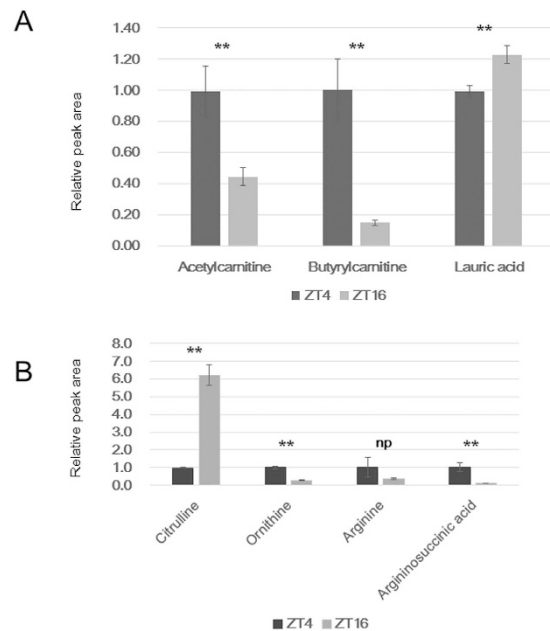 A
Relative peak area
1.40
1.20
1.00
0.80
0.60
0.40
0.20
0.00
**
**
**
Acetylcarnitine
Butyrylcarnitine
Lauric acid
ZT4 ZT16
B
Relative peak area
8.0
7.0
6.0
5.0
4.0
3.0
2.0
1.0
0.0
**
**
np
**
Citrulline
Ornithine
Arginine
Argininosuccinic acid
ZT4 ZT16